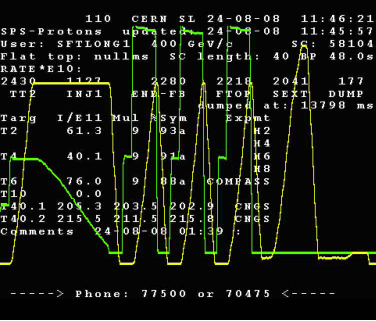 110 CERN SL 24-08-08 11:46:21
SPS-Protons updated: 24-08-08 11:45:57
User: SFTLONG1 400 GeV/c SC: 58104
Flat top: nullms SC length: 40 BP 48.0s
RATE*E10:
2430 1127 2280 2218 2041 177
TT2 INJ1 END-FB FTOP SEXT DUMP
dumped at: 13798 ms
Targ I/E11 Mul %Sym Expmt
T2 61.3 9 93a H2
H4
T4 40.1 9 91a H6
H8
T6 76.0 9 88a COMPASS
T10 0.0
T40.1 205.3 203.5 202.9 CNGS
T40.2 215.5 211.5 215.8 CNGS
Comments 24-08-08 01:39 :
-----> Phone: 77500 or 70475 <-----